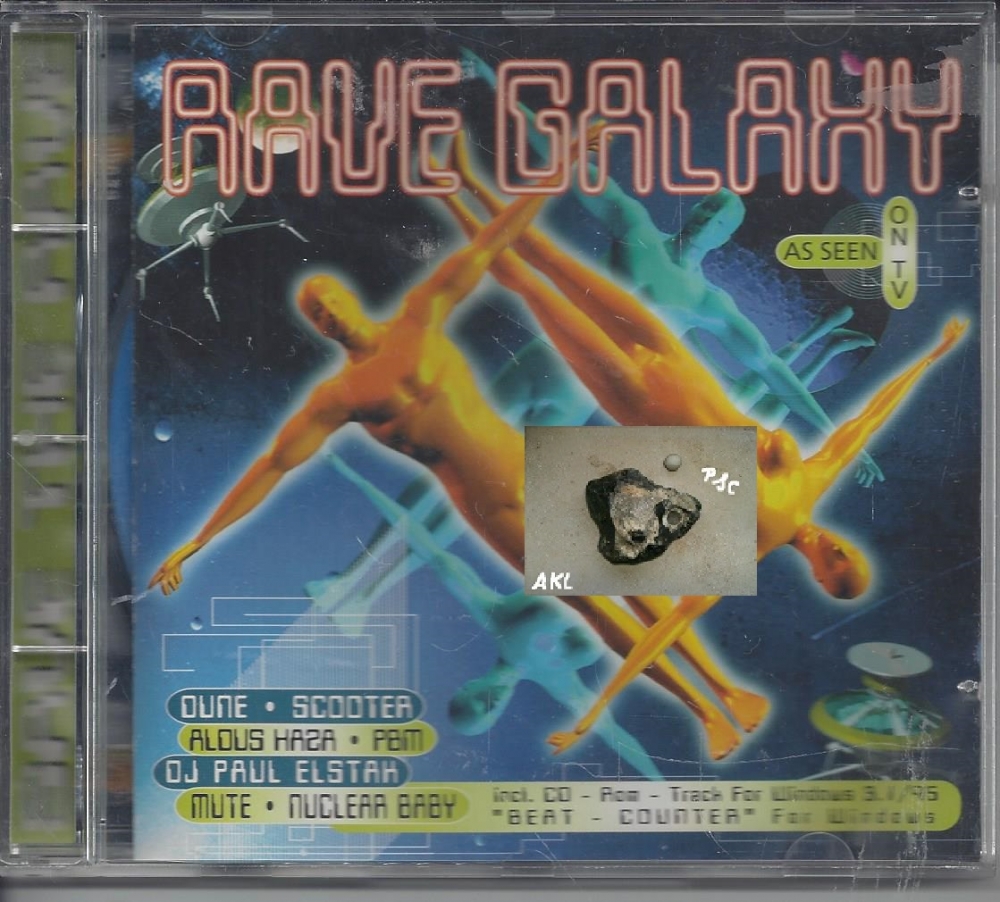 RAVE GALAXY
AS SEEN
ON TV
PSC
AKL
DUNE • SCOOTER
ALDUS HAZA • PBM
DJ PAUL ELSTAK
MUTE • NUCLEAR BABY
incl. CD - Rom - Track For Windows 3.1/'95
"BEAT - COUNTER" For Windows